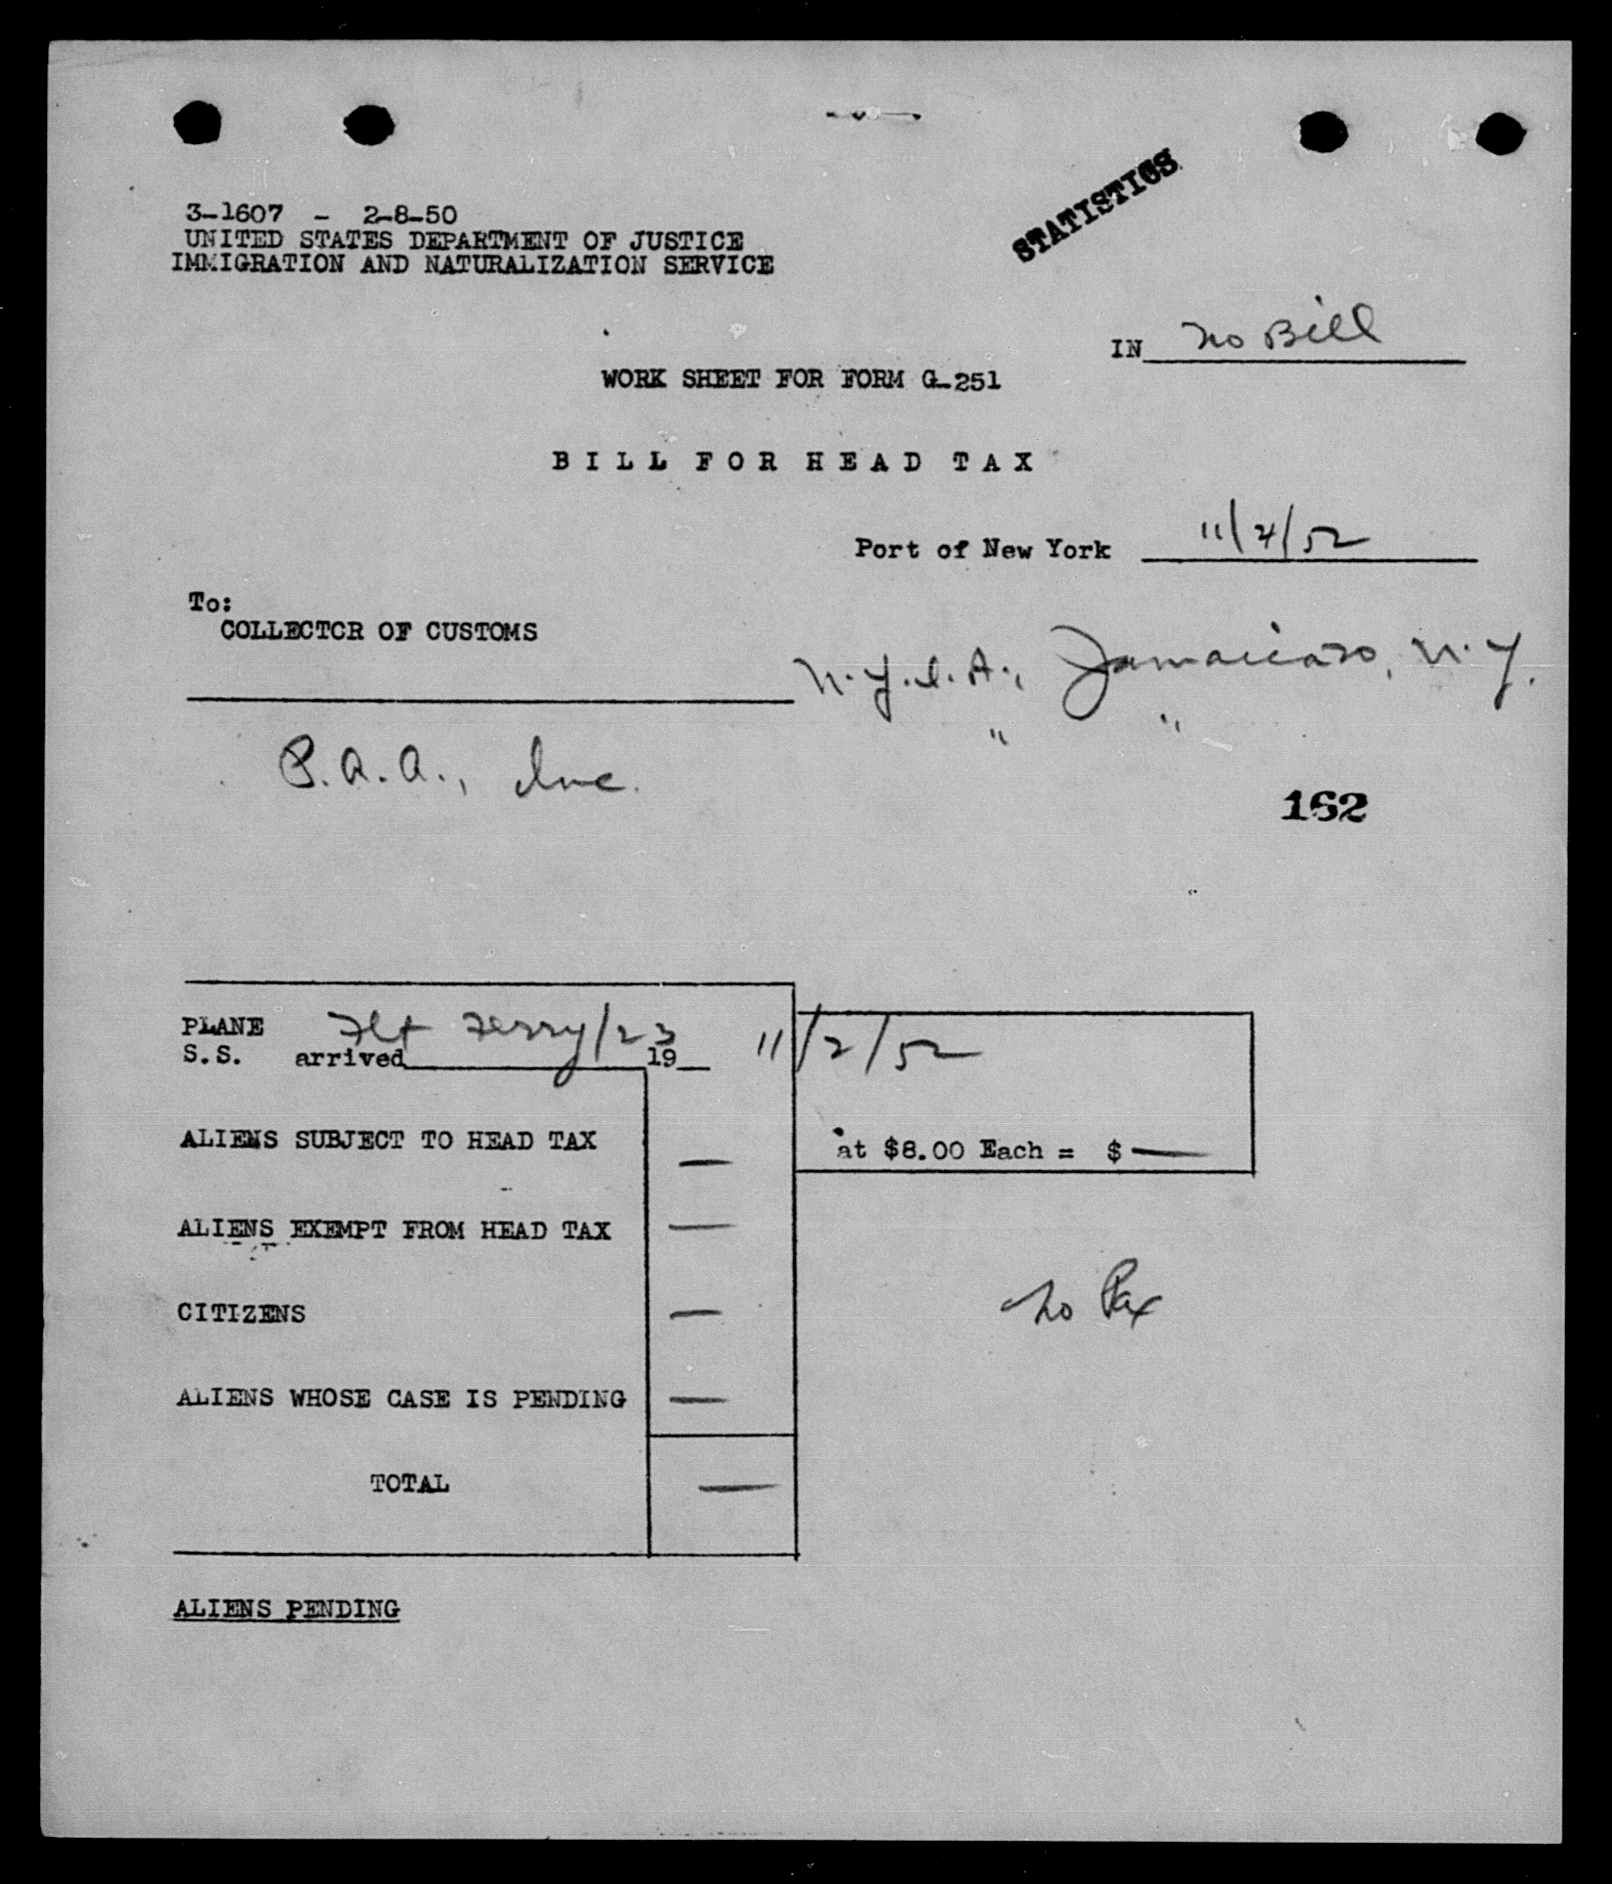 STATISTICS
3-1607 - 2-8-50
UNITED STATES DEPARTMENT OF JUSTICE
IMMIGRATION AND NATURALIZATION SERVICE
IN No Bill
WORK SHEET FOR FORM G-251
BILL FOR HEAD TAX
Port of New York 11/4/52
To:
COLLECTOR OF CUSTOMS
N.Y.I.A., Jamaica, N.Y.
" "
P.A.A., Inc.
162
PLANE Flt Ferry/23 11/2/52
S.S. arrived 19
ALIENS SUBJECT TO HEAD TAX — at $8.00 Each = $ —
ALIENS EXEMPT FROM HEAD TAX —
CITIZENS — No Pax
ALIENS WHOSE CASE IS PENDING —
TOTAL —
ALIENS PENDING